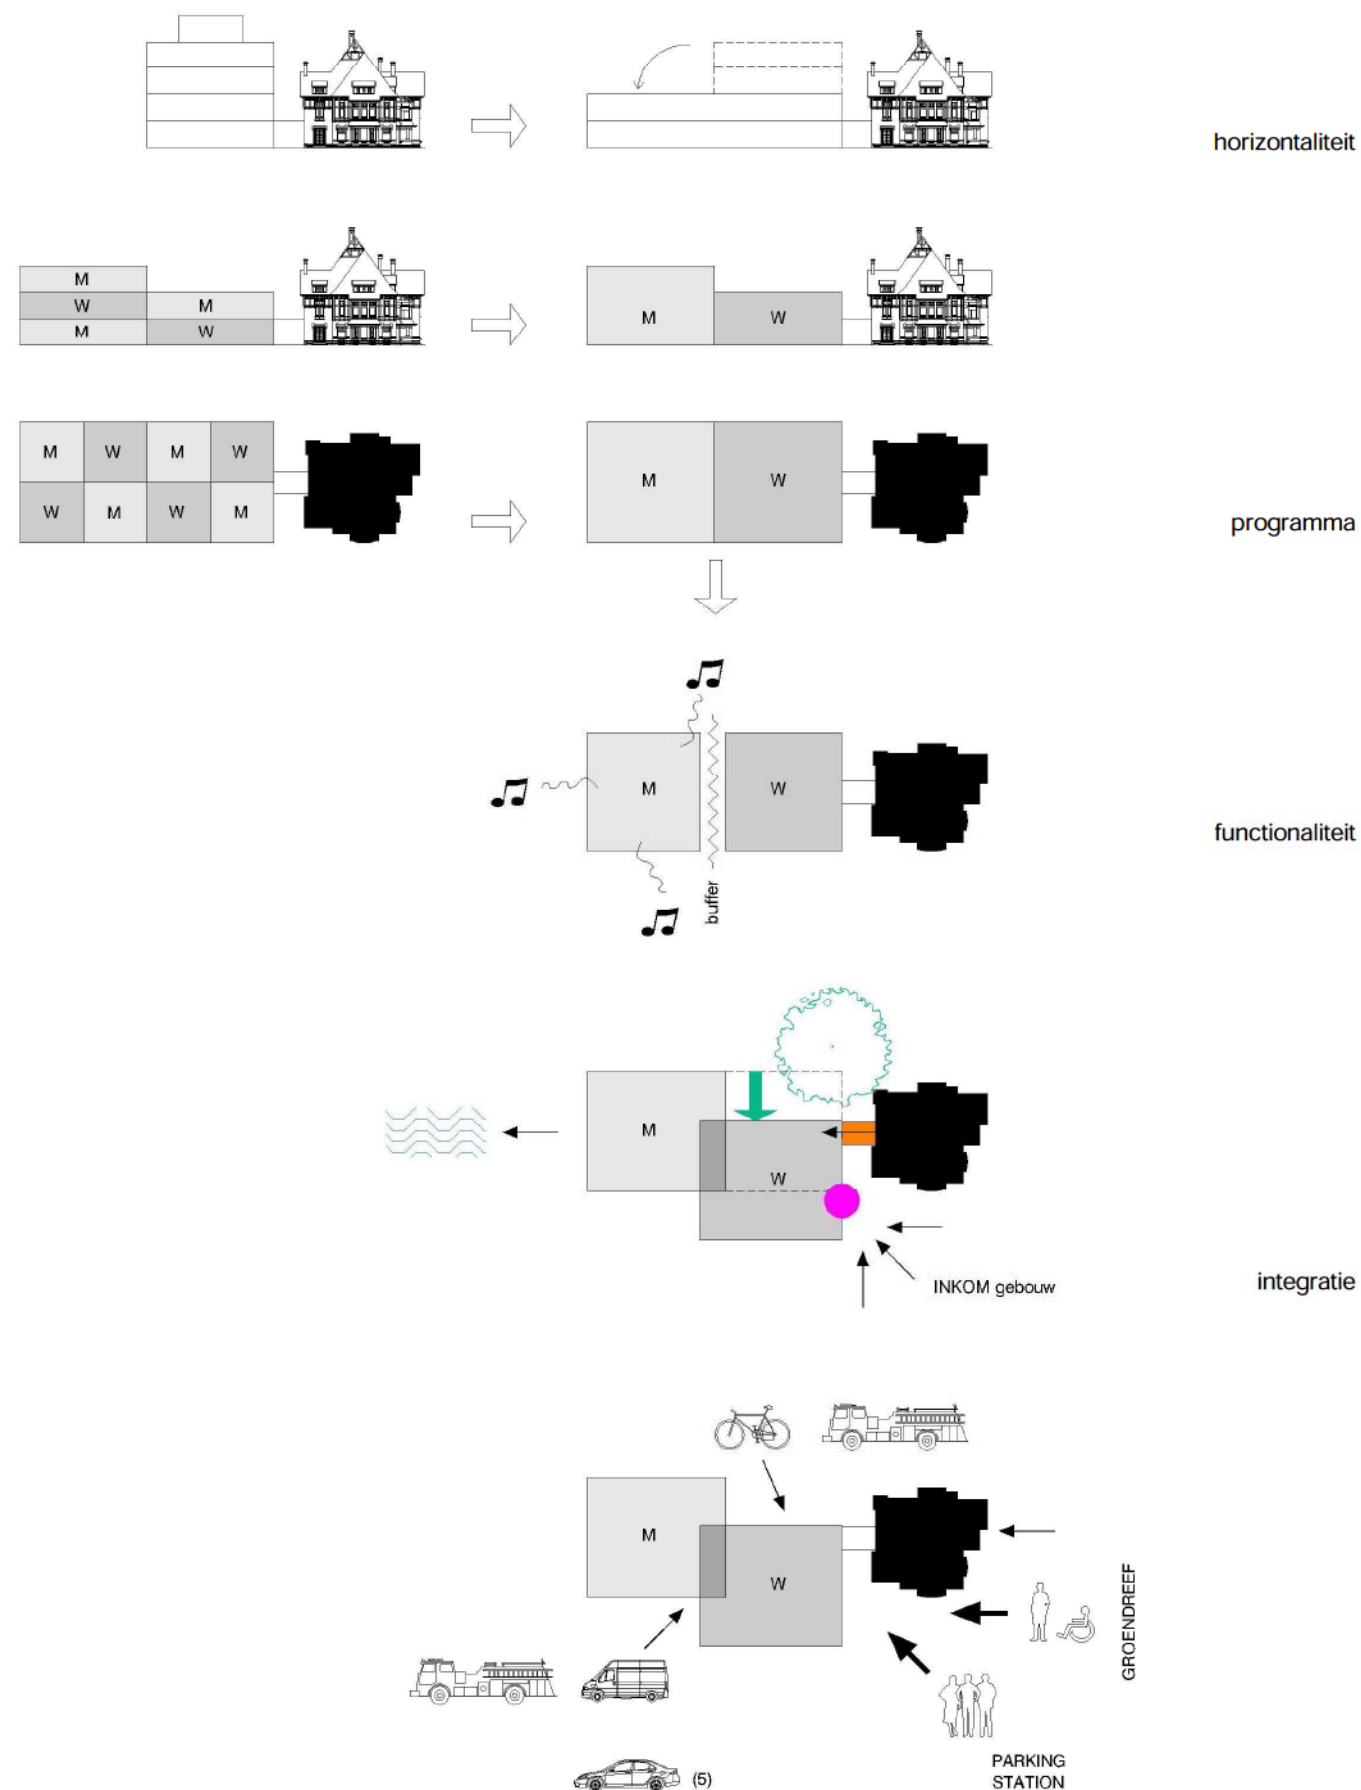 horizontaliteit
M
W
M
M
W
M
W
M
W
M
W
W
M
W
M
M
W
programma
M
W
buffer
functionaliteit
M
W
INKOM gebouw
integratie
M
W
GROENDREEF
PARKING
STATION
(5)